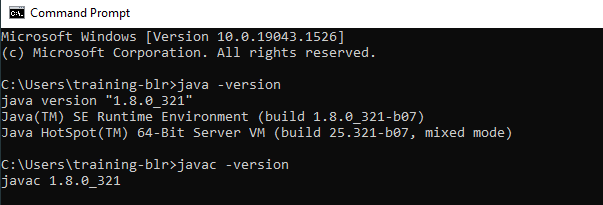 Command Prompt
Microsoft Windows [Version 10.0.19043.1526]
(c) Microsoft Corporation. All rights reserved.
C:\Users\training-blr>java -version
java version "1.8.0_321"
Java(TM) SE Runtime Environment (build 1.8.0_321-b07)
Java HotSpot(TM) 64-Bit Server VM (build 25.321-b07, mixed mode)
C:\Users\training-blr>javac -version
javac 1.8.0_321